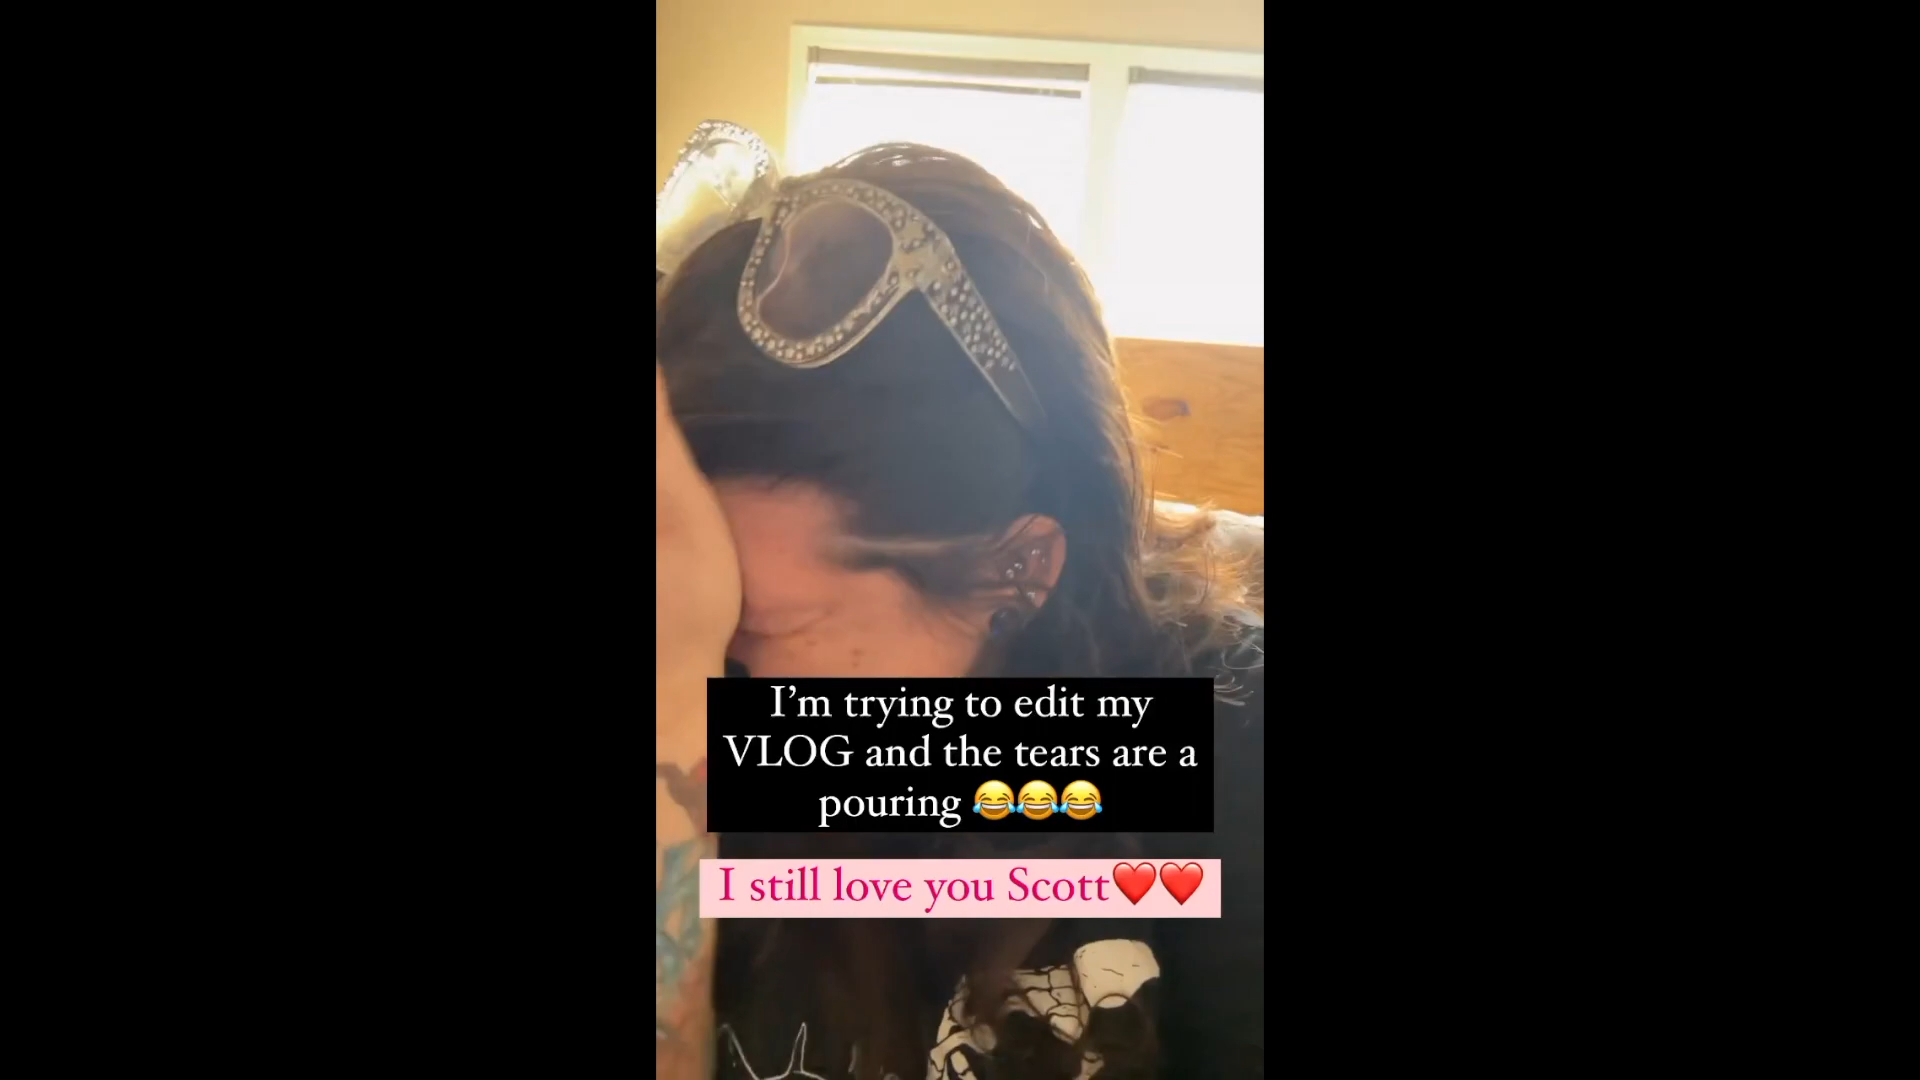 I’m trying to edit my
VLOG and the tears are a
pouring 😂😂😂
I still love you Scott❤️❤️